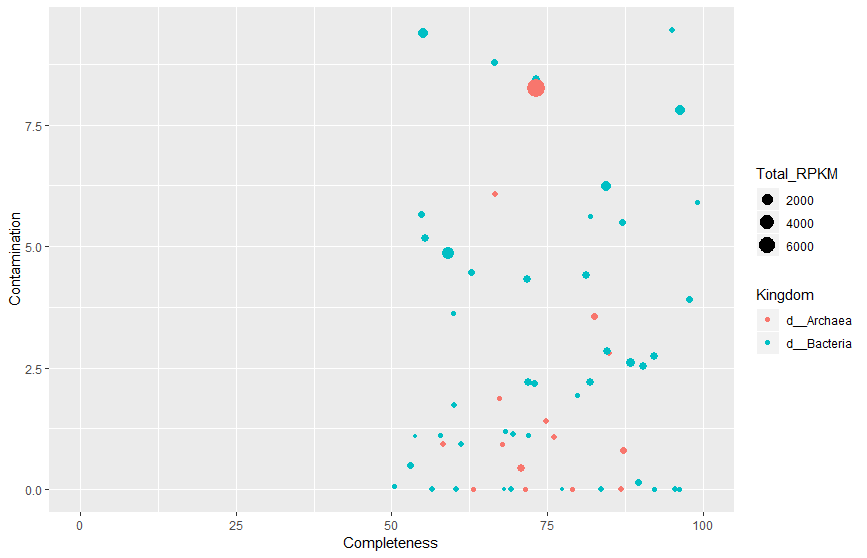 Contamination
7.5
5.0
2.5
0.0
0
25
50
75
100
Completeness
Total_RPKM
2000
4000
6000
Kingdom
d__Archaea
d__Bacteria